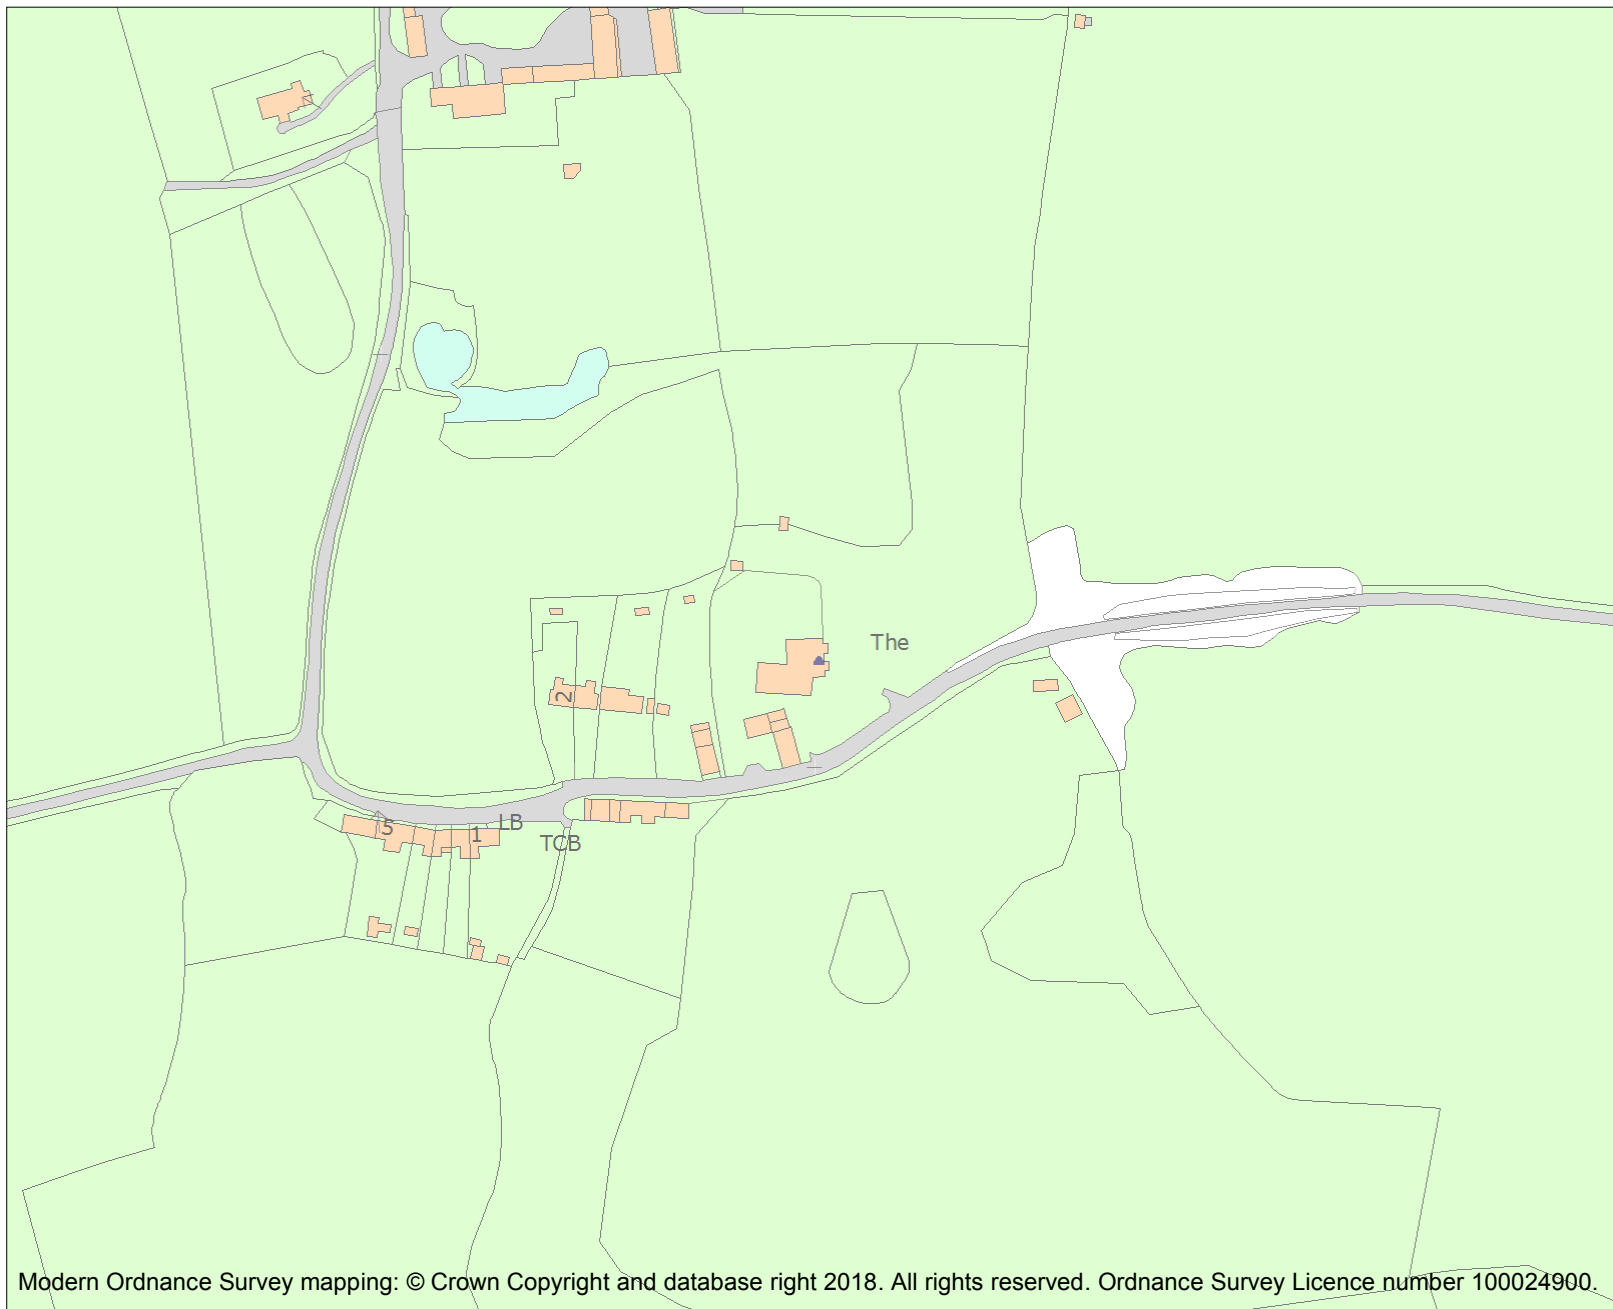 The
2
5
1
LB
TCB
Modern Ordnance Survey mapping: © Crown Copyright and database right 2018. All rights reserved. Ordnance Survey Licence number 100024900.